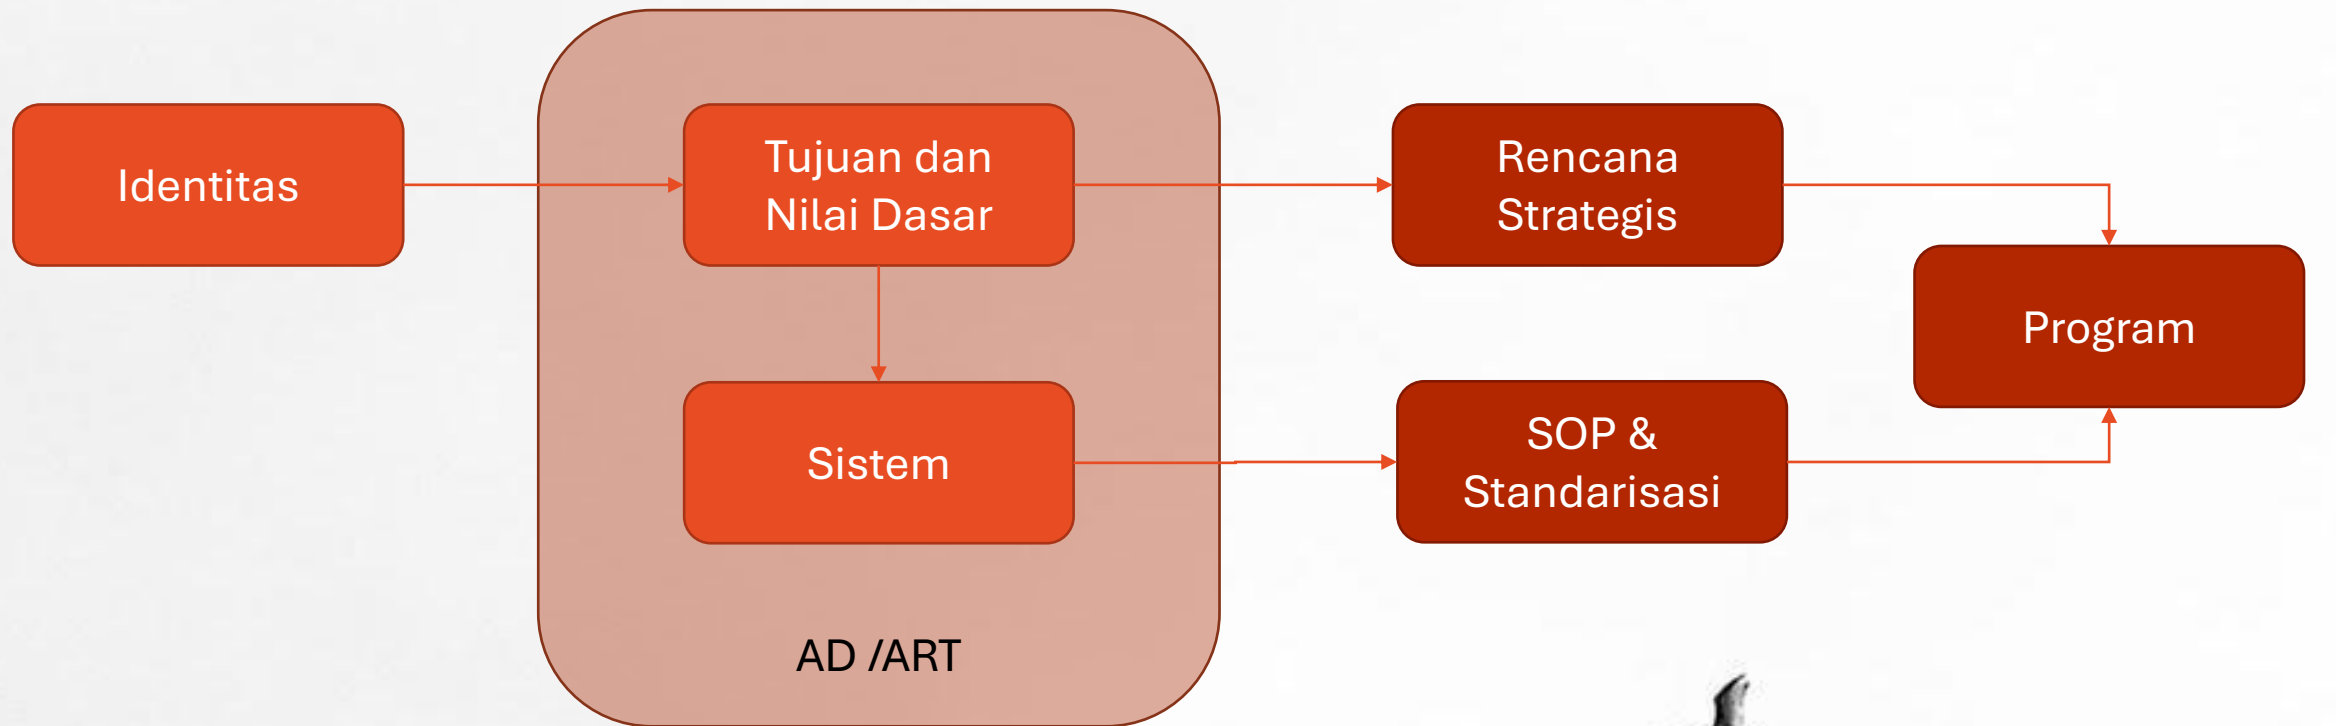 Identitas
Tujuan dan
Nilai Dasar
Rencana
Strategis
Program
Sistem
SOP &
Standarisasi
AD /ART